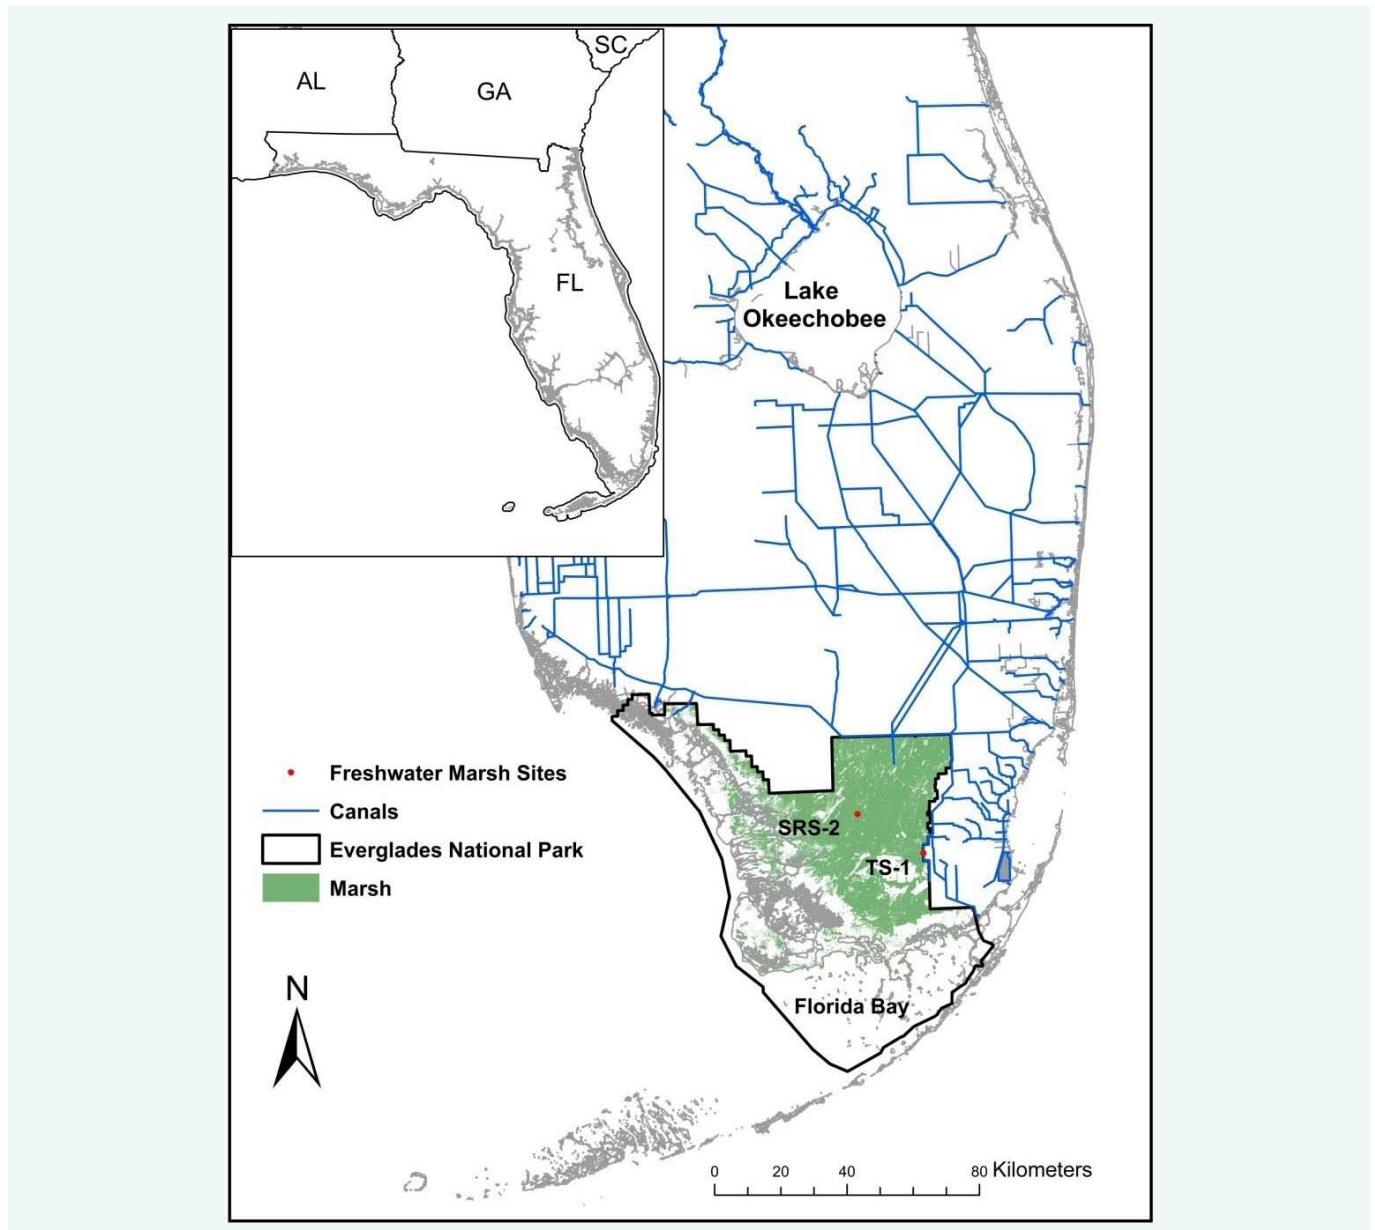 AL
GA
SC
FL
Lake
Okeechobee
Freshwater Marsh Sites
Canals
Everglades National Park
Marsh
SRS-2
TS-1
Florida Bay
N
0 20 40 80 Kilometers